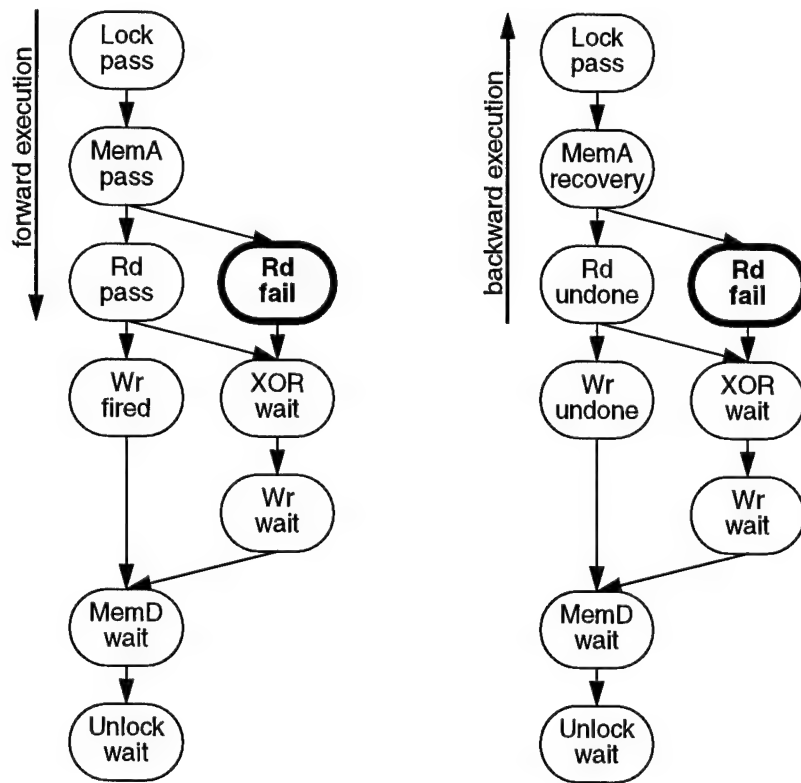 forward execution
Lock
pass
MemA
pass
Rd
pass
Rd
fail
Wr
fired
XOR
wait
Wr
wait
MemD
wait
Unlock
wait
backward execution
Lock
pass
MemA
recovery
Rd
undone
Rd
fail
Wr
undone
XOR
wait
Wr
wait
MemD
wait
Unlock
wait